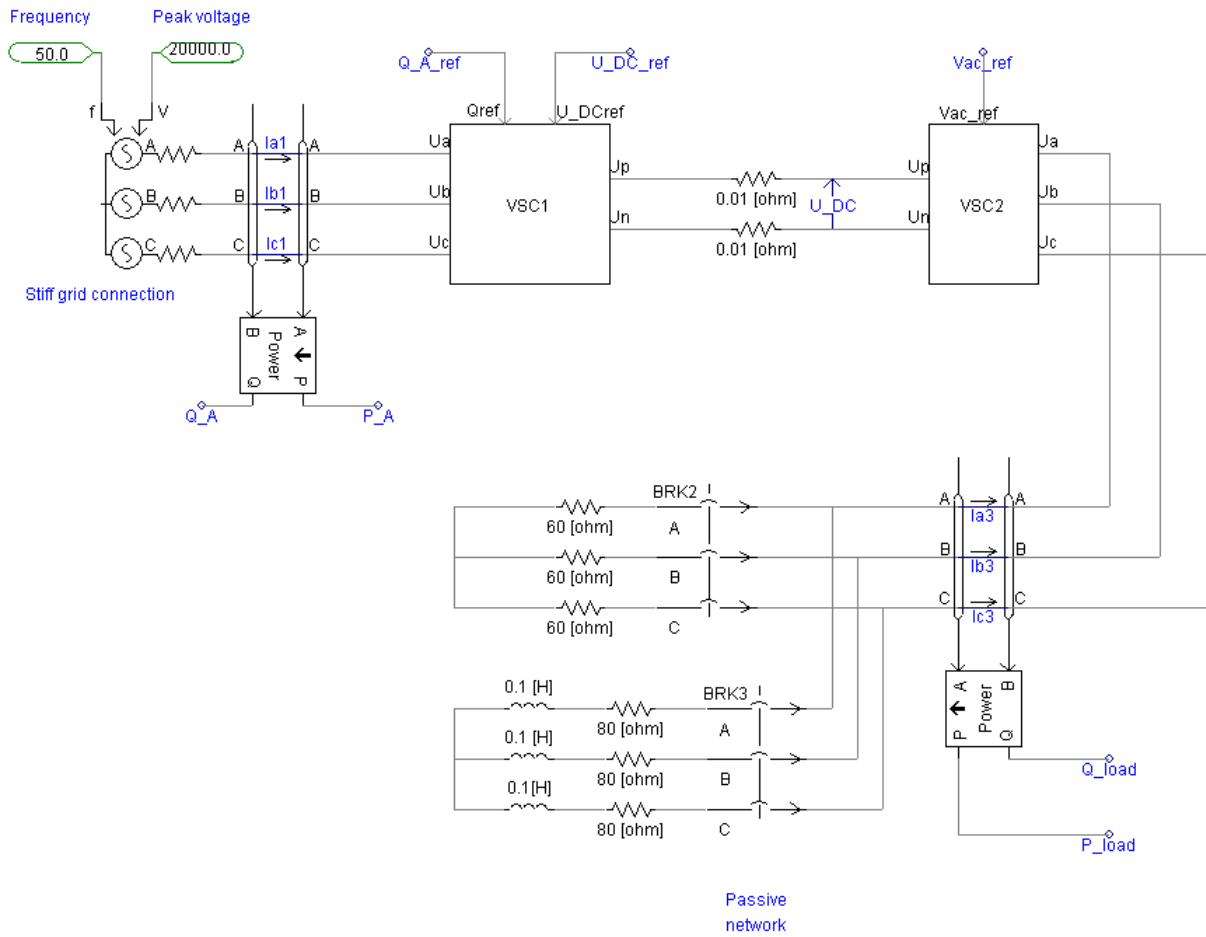 Frequency
Peak voltage
50.0
20000.0
Q_A_ref
U_DC_ref
Vac_ref
f
V
Qref
U_DCref
Vac_ref
A
A
Ia1
A
Ua
Up
Up
Ua
B
B
Ib1
B
Ub
VSC1
0.01 [ohm]
U_DC
VSC2
Ub
Un
Un
C
C
Ic1
C
Uc
0.01 [ohm]
Uc
Stiff grid connection
B
A
Power
Q
P
Q_A
P_A
BRK2
I
A
A
60 [ohm]
A
Ia3
B
B
60 [ohm]
B
Ib3
C
C
60 [ohm]
C
Ic3
0.1 [H]
BRK3
I
A
B
Power
80 [ohm]
A
P
Q
0.1 [H]
80 [ohm]
B
Q_load
0.1[H]
80 [ohm]
C
P_load
Passive
network